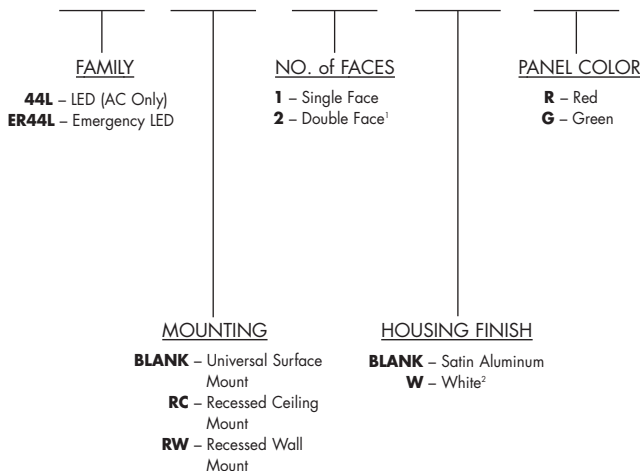 FAMILY
44L – LED (AC Only)
ER44L – Emergency LED
NO. of FACES
1 – Single Face
2 – Double Face¹
PANEL COLOR
R – Red
G – Green
MOUNTING
BLANK – Universal Surface
Mount
RC – Recessed Ceiling
Mount
RW – Recessed Wall
Mount
HOUSING FINISH
BLANK – Satin Aluminum
W – White²